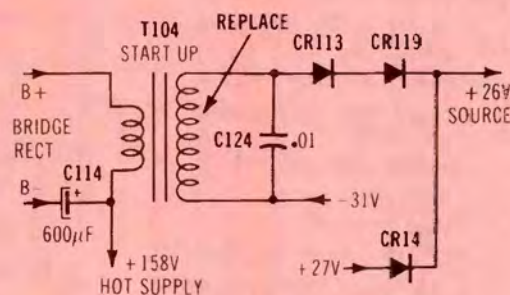 T104
START UP
REPLACE
CR113
CR119
B+
BRIDGE
RECT
C114
B-
+
600µF
+158V
HOT SUPPLY
C124
.01
-31V
+26V
SOURCE
CR14
+27V